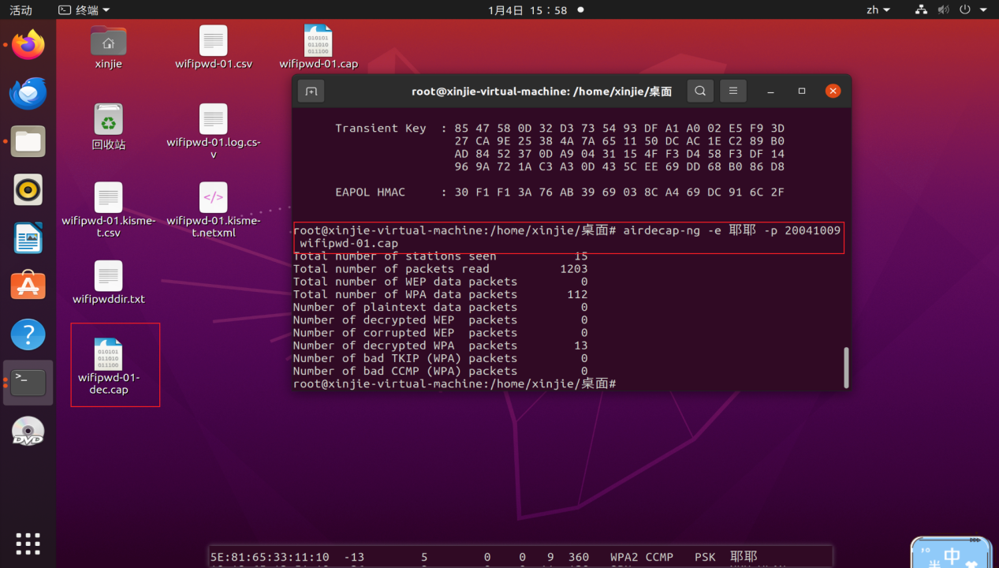 活动
终端
1月4日 15：58
zh
xinjie
wifipwd-01.csv
wifipwd-01.cap
回收站
wifipwd-01.log.cs-
v
wifipwd-01.kisme-
t.csv
wifipwd-01.kisme-
t.netxml
wifipwddir.txt
010101
011010
011100
wifipwd-01-
dec.cap
DVD
root@xinjie-virtual-machine: /home/xinjie/桌面
Transient Key : 85 47 58 0D 32 D3 73 54 93 DF A1 A0 02 E5 F9 3D
27 CA 9E 25 38 4A 7A 65 11 50 DC AC 1E C2 89 B0
AD 84 52 37 0D A9 04 31 15 4F F3 D4 58 F3 DF 14
96 9A 72 1A C3 A3 0D 43 5C EE 69 DD 68 B0 86 D8
EAPOL HMAC : 30 F1 F1 3A 76 AB 39 69 03 8C A4 69 DC 91 6C 2F
root@xinjie-virtual-machine:/home/xinjie/桌面# airdecap-ng -e 耶耶 -p 20041009
wifipwd-01.cap
Total number of stations seen 15
Total number of packets read 1203
Total number of WEP data packets 0
Total number of WPA data packets 112
Number of plaintext data packets 0
Number of decrypted WEP packets 0
Number of corrupted WEP packets 0
Number of decrypted WPA packets 13
Number of bad TKIP (WPA) packets 0
Number of bad CCMP (WPA) packets 0
root@xinjie-virtual-machine:/home/xinjie/桌面#
5E:81:65:33:11:10 -13 5 0 0 9 360 WPA2 CCMP PSK 耶耶
中